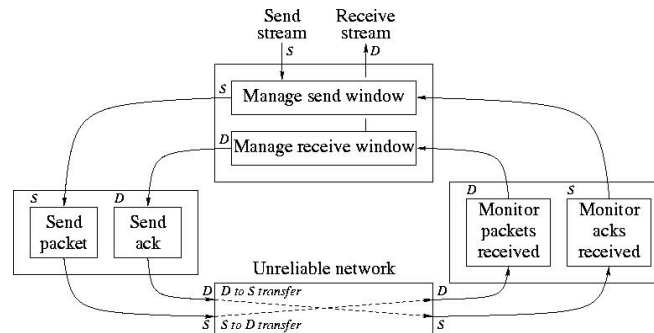 Send stream
Receive stream
S
D
S
Manage send window
D
Manage receive window
S
D
Send packet
Send ack
D
S
Monitor packets received
Monitor acks received
Unreliable network
D
D to S transfer
D
S
S to D transfer
S